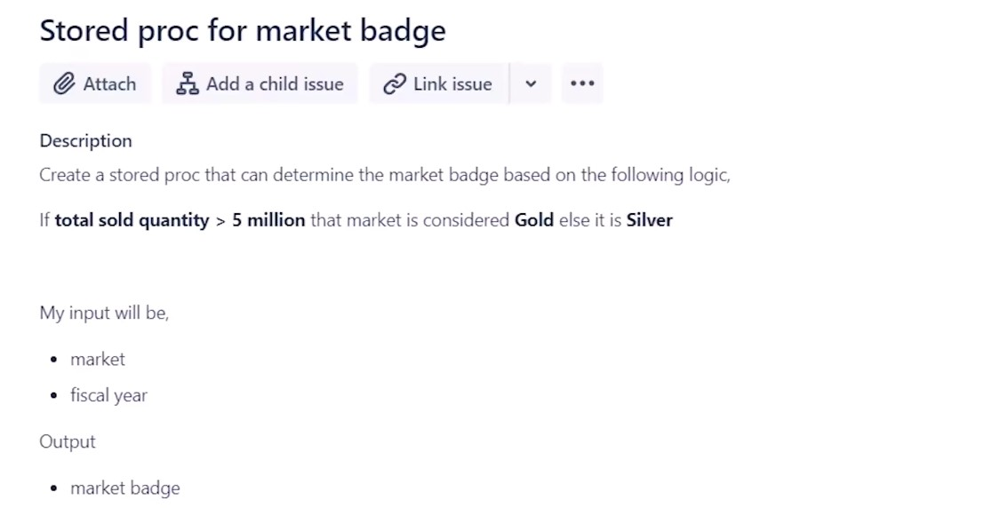 Stored proc for market badge
Attach Add a child issue Link issue
Description
Create a stored proc that can determine the market badge based on the following logic,
If total sold quantity > 5 million that market is considered Gold else it is Silver
My input will be,
• market
• fiscal year
Output
• market badge